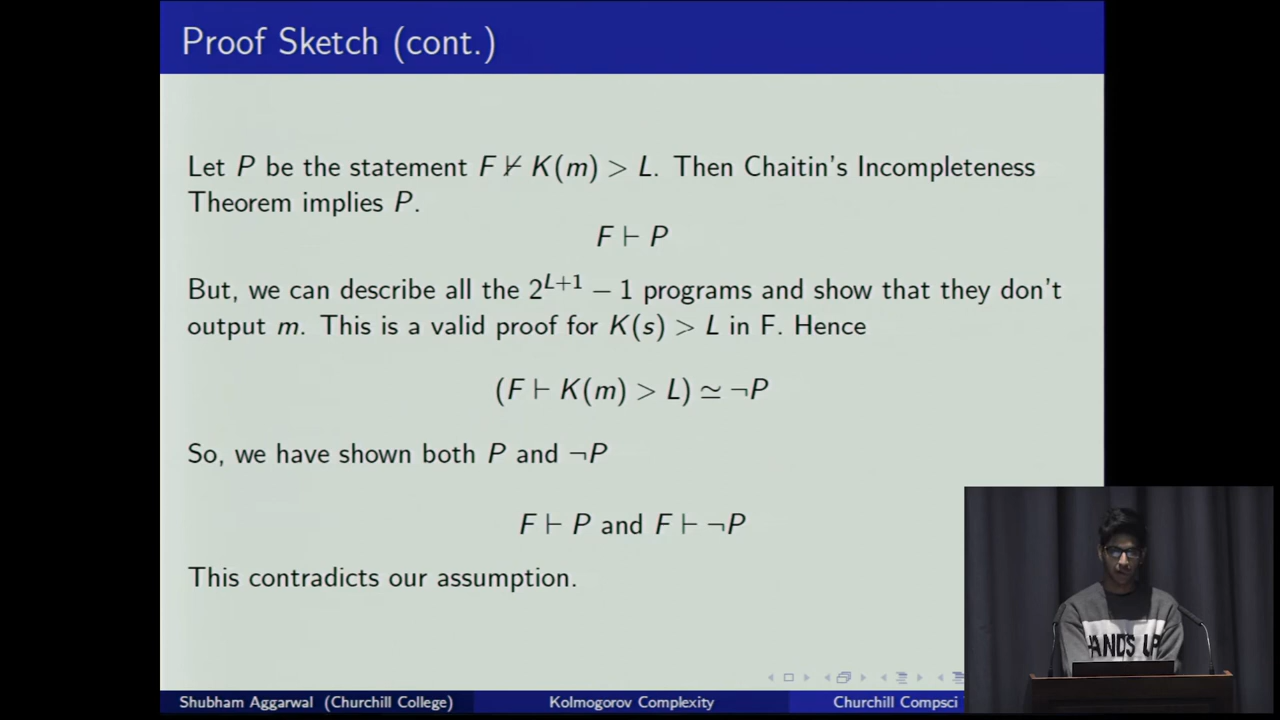 Proof Sketch (cont.)
Let P be the statement F ⊬ K(m) > L. Then Chaitin's Incompleteness
Theorem implies P.
F ⊢ P
But, we can describe all the 2^{L+1} − 1 programs and show that they don't
output m. This is a valid proof for K(s) > L in F. Hence
(F ⊢ K(m) > L) ≃ ¬P
So, we have shown both P and ¬P
F ⊢ P and F ⊢ ¬P
This contradicts our assumption.
ANDS UP
Shubham Aggarwal (Churchill College) Kolmogorov Complexity Churchill Compsci